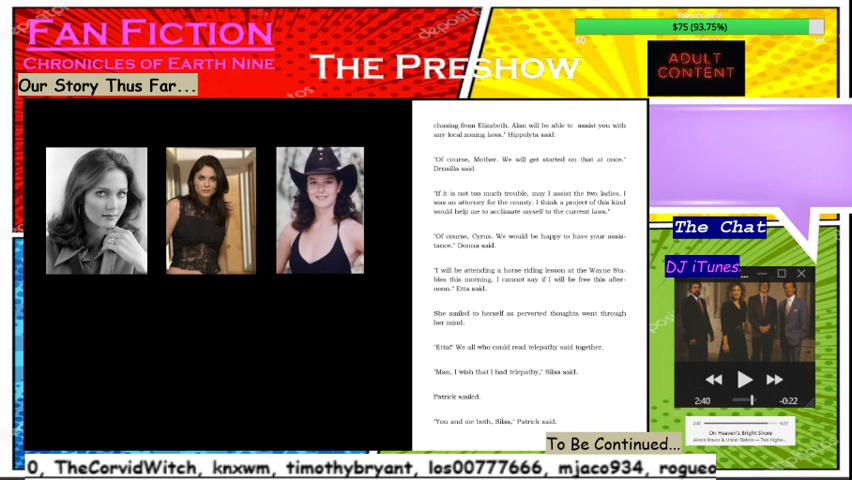 FAN FICTION
CHRONICLES OF EARTH NINE
THE PRESHOW
Our Story Thus Far...
$75 (93.75%)
$0
ADULT
CONTENT
chasing from Elizabeth. Alan will be able to assist you with
any local zoning laws." Hippolyta said.
"Of course, Mother. We will get started on that at once."
Drusilla said.
"If it is not too much trouble, may I assist the two ladies. I
was an attorney for the county. I think a project of this kind
would help me to acclimate myself to the current laws."
"Of course, Cyrus. We would be happy to have your assis-
tance." Donna said.
"I will be attending a horse riding lesson at the Wayne Sta-
bles this morning. I cannot say if I will be free this after-
noon." Etta said.
She smiled to herself as perverted thoughts went through
her mind.
"Etta!" We all who could read telepathy said together.
"Man, I wish that I had telepathy," Silas said.
Patrick smiled.
"You and me both, Silas," Patrick said.
To Be Continued...
The Chat
DJ iTunes
2:40
-0:22
On Heaven's Bright Shore
0, TheCorvidWitch, knxwm, timothybryant, los00777666, mjaco934, rogueo